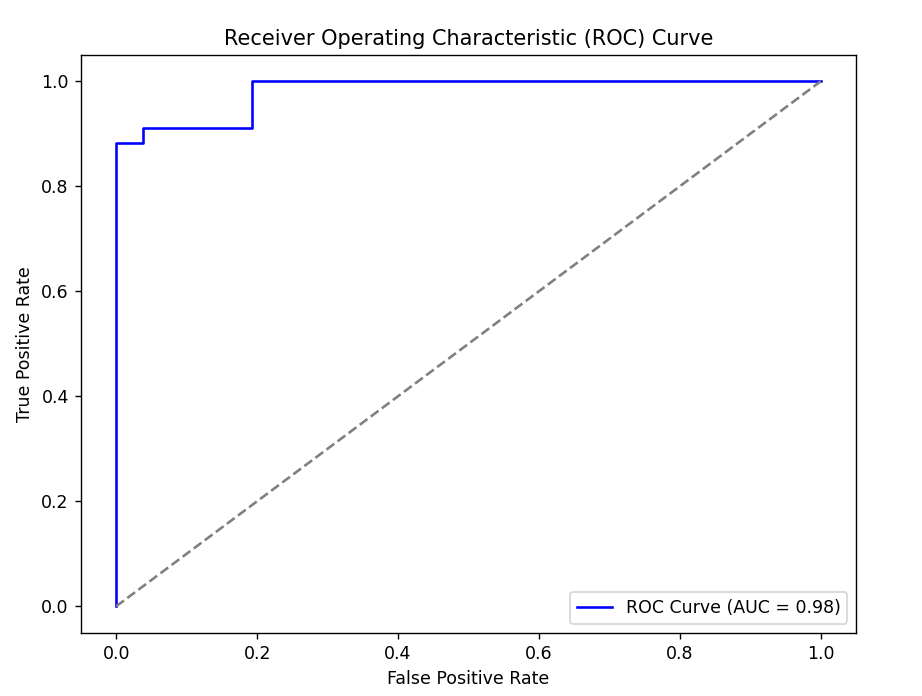 Receiver Operating Characteristic (ROC) Curve
1.0
0.8
0.6
0.4
0.2
0.0
True Positive Rate
ROC Curve (AUC = 0.98)
0.0 0.2 0.4 0.6 0.8 1.0
False Positive Rate